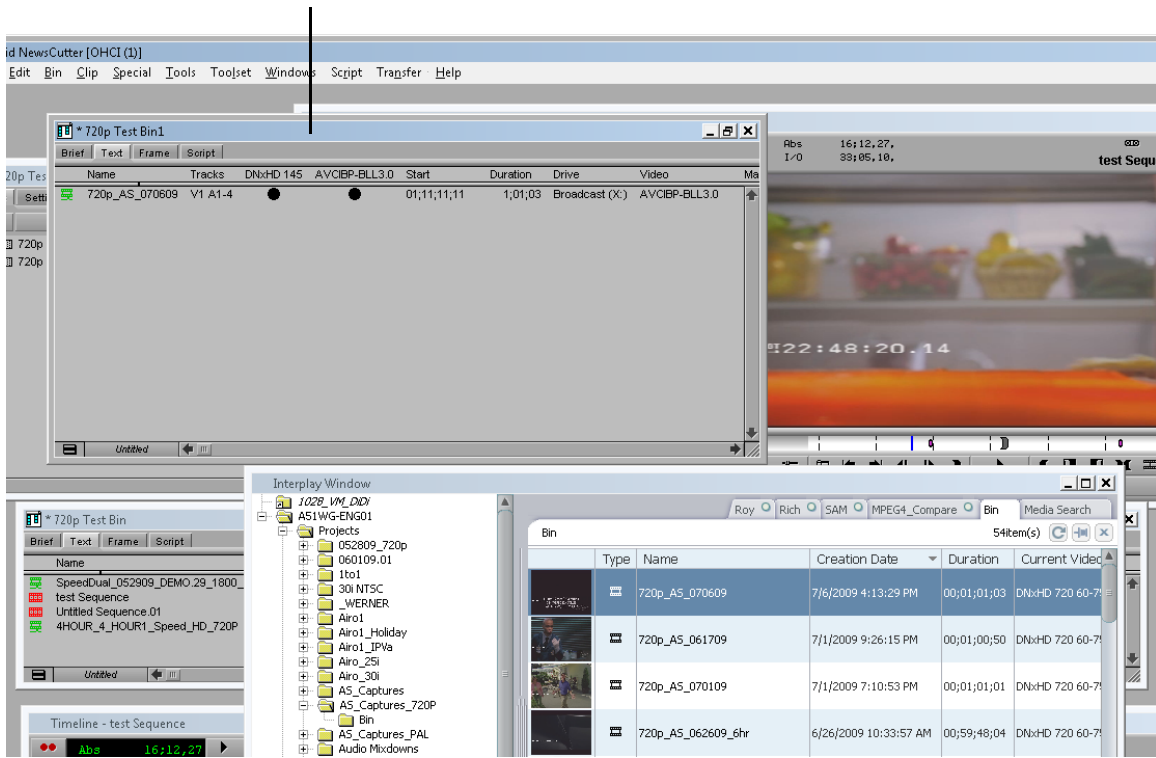 id NewsCutter [OHCI (1)]
Edit Bin Clip Special Tools Toolset Windows Script Transfer Help
* 720p Test Bin1
Brief Text Frame Script
Name Tracks DNxHD 145 AVCIBP-BLL3.0 Start Duration Drive Video Ma
720p_AS_070609 V1 A1-4 01;11;11;11 1;01;03 Broadcast (X:) AVCIBP-BLL3.0
Untitled
Abs 16;12,27,
I/O 33;05,10,
test Sequ
22:48:20.14
20p Tes
Setti
720p
720p
* 720p Test Bin
Brief Text Frame Script
Name
SpeedDual_052909_DEMO.29_1800_
test Sequence
Untitled Sequence.01
4HOUR_4_HOUR1_Speed_HD_720P
Untitled
Timeline - test Sequence
Abs 16;12,27
Interplay Window
1028_VM_DiDi
A51WG-ENG01
Projects
052809_720p
060109.01
1to1
30i NTSC
_WERNER
Airo1
Airo1_Holiday
Airo1_IPVa
Airo_25i
Airo_30i
AS_Captures
AS_Captures_720P
Bin
AS_Captures_PAL
Audio Mixdowns
Roy Rich SAM MPEG4_Compare Bin Media Search
Bin 54item(s)
Type Name Creation Date Duration Current Videc
720p_AS_070609 7/6/2009 4:13:29 PM 00;01;01;03 DNxHD 720 60-7
720p_AS_061709 7/1/2009 9:26:15 PM 00;01;00;50 DNxHD 720 60-7
720p_AS_070109 7/1/2009 7:10:53 PM 00;01;01;01 DNxHD 720 60-7
720p_AS_062609_6hr 6/26/2009 10:33:57 AM 00;59;48;04 DNxHD 720 60-7